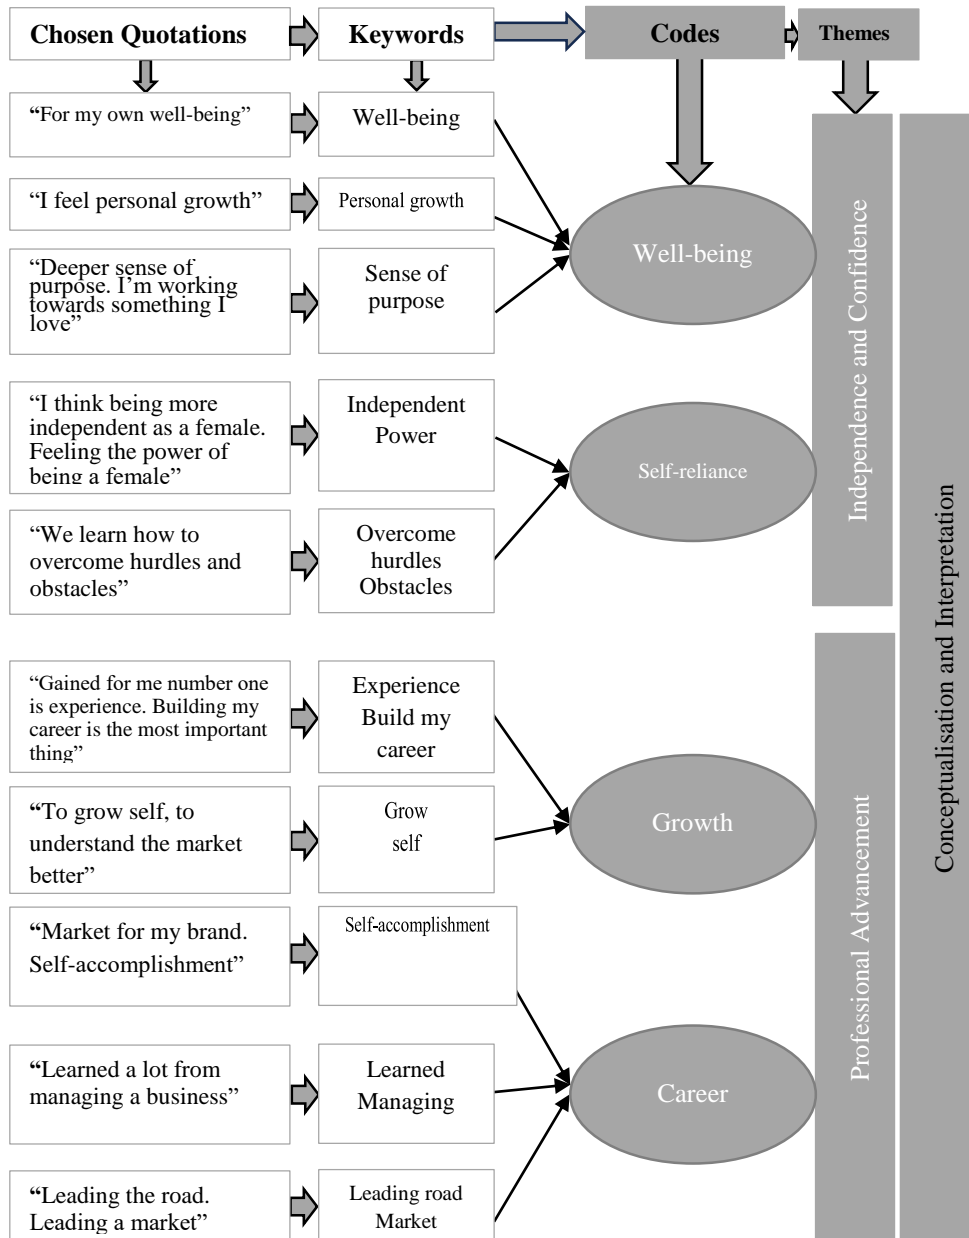 Chosen Quotations
Keywords
Codes
Themes
“For my own well-being”
Well-being
“I feel personal growth”
Personal growth
“Deeper sense of
purpose. I’m working
towards something I
love”
Sense of
purpose
Well-being
“I think being more
independent as a female.
Feeling the power of
being a female”
Independent
Power
“We learn how to
overcome hurdles and
obstacles”
Overcome
hurdles
Obstacles
Self-reliance
Independence and Confidence
“Gained for me number one
is experience. Building my
career is the most important
thing”
Experience
Build my
career
“To grow self, to
understand the market
better”
Grow
self
Growth
“Market for my brand.
Self-accomplishment”
Self-accomplishment
“Learned a lot from
managing a business”
Learned
Managing
“Leading the road.
Leading a market”
Leading road
Market
Career
Professional Advancement
Conceptualisation and Interpretation